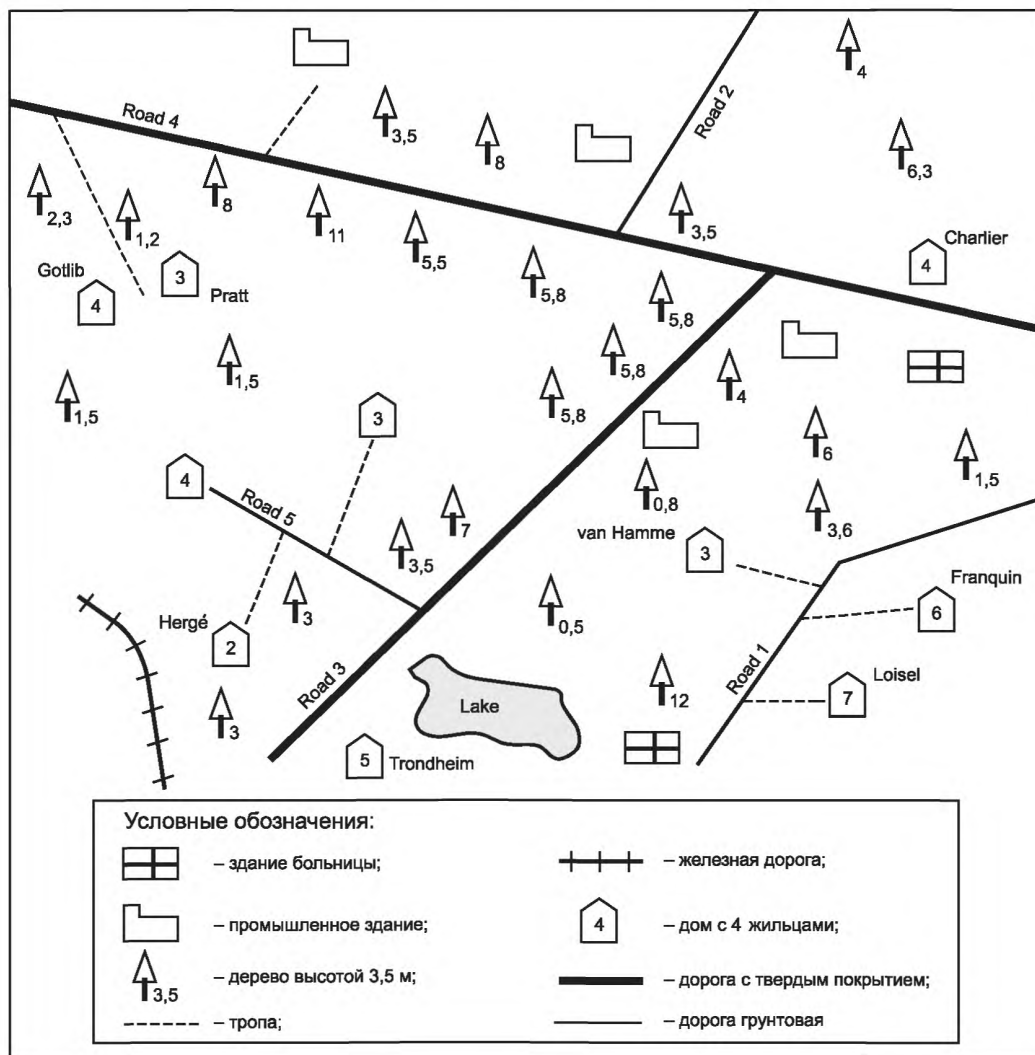 4
Road 4
Road 2
3,5
8
6,3
2,3
1,2
8
11
3,5
5,5
Charlier
4
Gotlib
3
4
Pratt
5,8
5,8
5,8
1,5
4
1,5
5,8
3
6
1,5
4
0,8
Road 5
7
3,6
van Hamme
3
3,5
Franquin
6
3
0,5
Hergé
2
Road 1
Loisel
7
Road 3
12
3
Lake
5
Trondheim
Условные обозначения:
– здание больницы;
– железная дорога;
– промышленное здание;
4
– дом с 4 жильцами;
3,5
– дерево высотой 3,5 м;
– дорога с твердым покрытием;
– тропа;
– дорога грунтовая